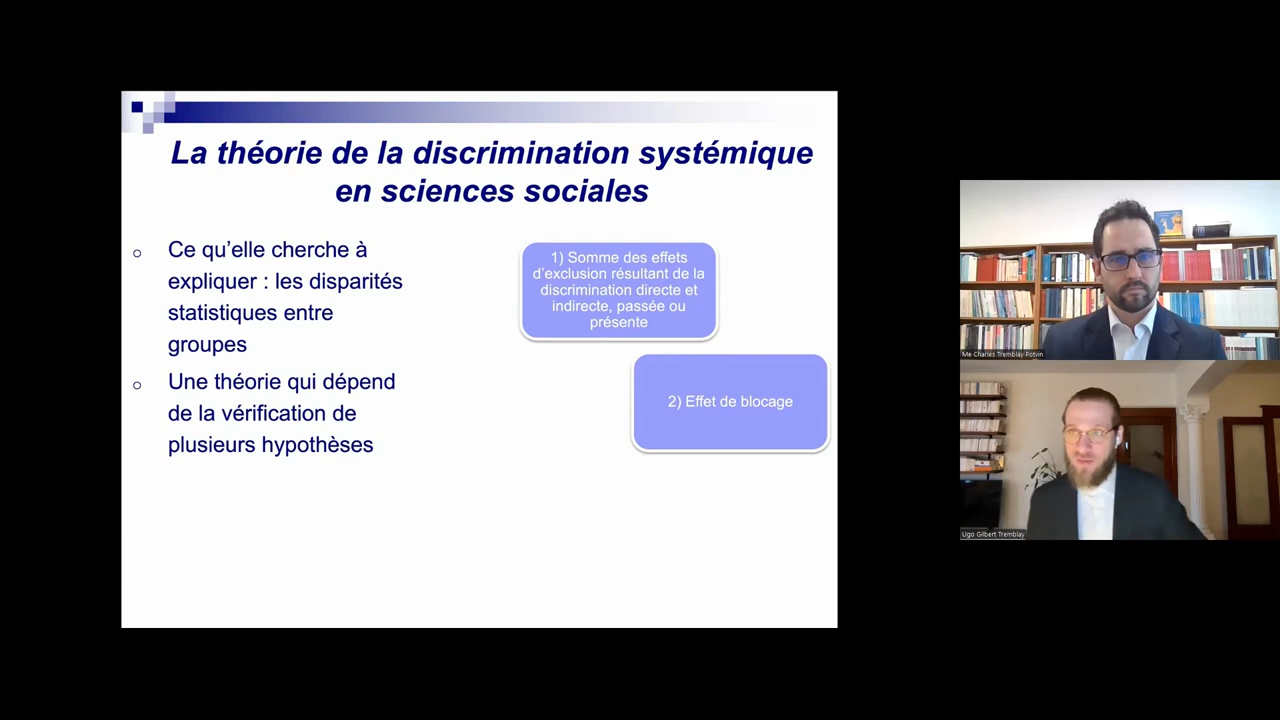 La théorie de la discrimination systémique
en sciences sociales
Ce qu’elle cherche à
expliquer : les disparités
statistiques entre
groupes
Une théorie qui dépend
de la vérification de
plusieurs hypothèses
1) Somme des effets
d’exclusion résultant de la
discrimination directe et
indirecte, passée ou
présente
2) Effet de blocage
Me Charles Tremblay Potvin
Ugo Gilbert Tremblay